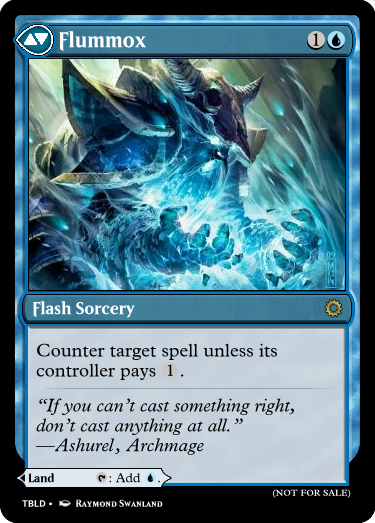 Flummox 1
Flash Sorcery
Counter target spell unless its
controller pays 1.
“If you can't cast something right,
don't cast anything at all.”
—Ashurel, Archmage
Land : Add .
(NOT FOR SALE)
TBLD • Raymond Swanland